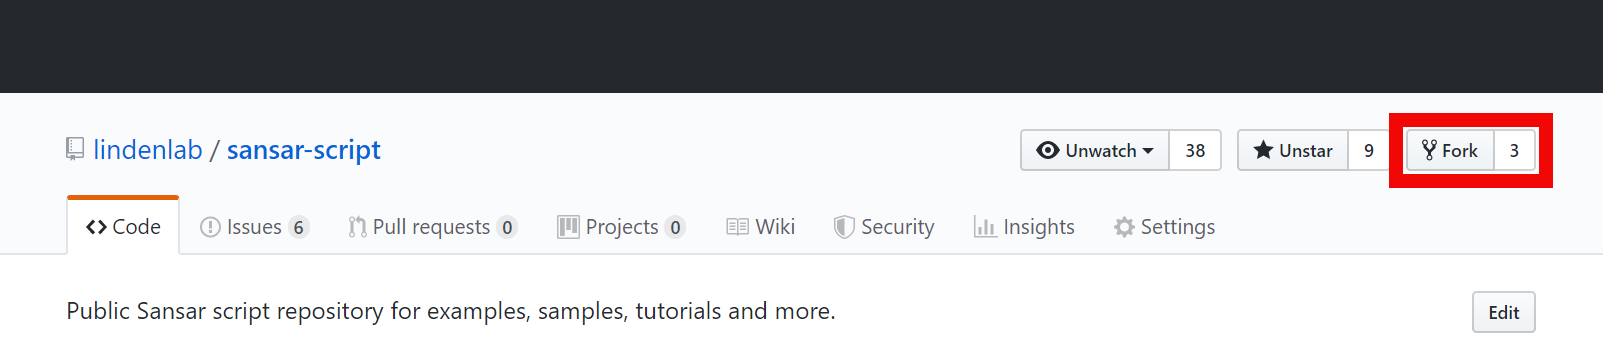 lindenlab / sansar-script
Unwatch 38 Unstar 9 Fork 3
Code Issues 6 Pull requests 0 Projects 0 Wiki Security Insights Settings
Public Sansar script repository for examples, samples, tutorials and more. Edit